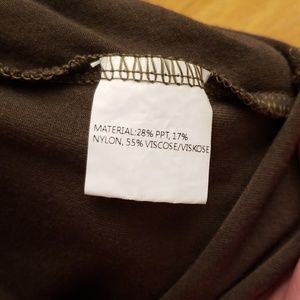 MATERIAL:28% PPT, 17%
NYLON, 55% VISCOSE/VISKOSE